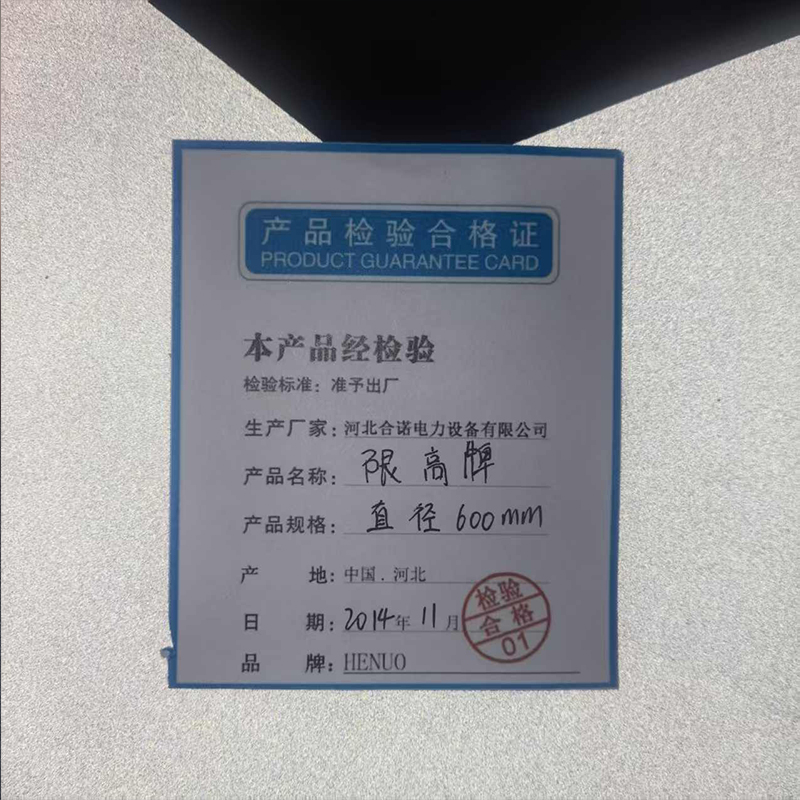 产品检验合格证
PRODUCT GUARANTEE CARD
本产品经检验
检验标准：准予出厂
生产厂家：河北合诺电力设备有限公司
产品名称：限高牌
产品规格：直径600mm
产 地：中国．河北
日 期：2014年11月
品 牌：HENUO
检验
合格
01